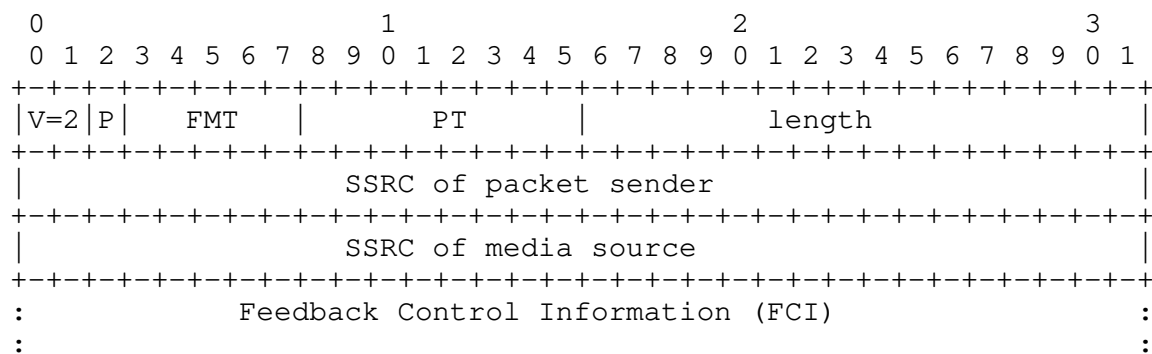 0                   1                   2                   3
 0 1 2 3 4 5 6 7 8 9 0 1 2 3 4 5 6 7 8 9 0 1 2 3 4 5 6 7 8 9 0 1
+-+-+-+-+-+-+-+-+-+-+-+-+-+-+-+-+-+-+-+-+-+-+-+-+-+-+-+-+-+-+-+-+
|V=2|P|   FMT   |       PT      |          length               |
+-+-+-+-+-+-+-+-+-+-+-+-+-+-+-+-+-+-+-+-+-+-+-+-+-+-+-+-+-+-+-+-+
|                  SSRC of packet sender                        |
+-+-+-+-+-+-+-+-+-+-+-+-+-+-+-+-+-+-+-+-+-+-+-+-+-+-+-+-+-+-+-+-+
|                  SSRC of media source                         |
+-+-+-+-+-+-+-+-+-+-+-+-+-+-+-+-+-+-+-+-+-+-+-+-+-+-+-+-+-+-+-+-+
:            Feedback Control Information (FCI)                 :
:                                                               :